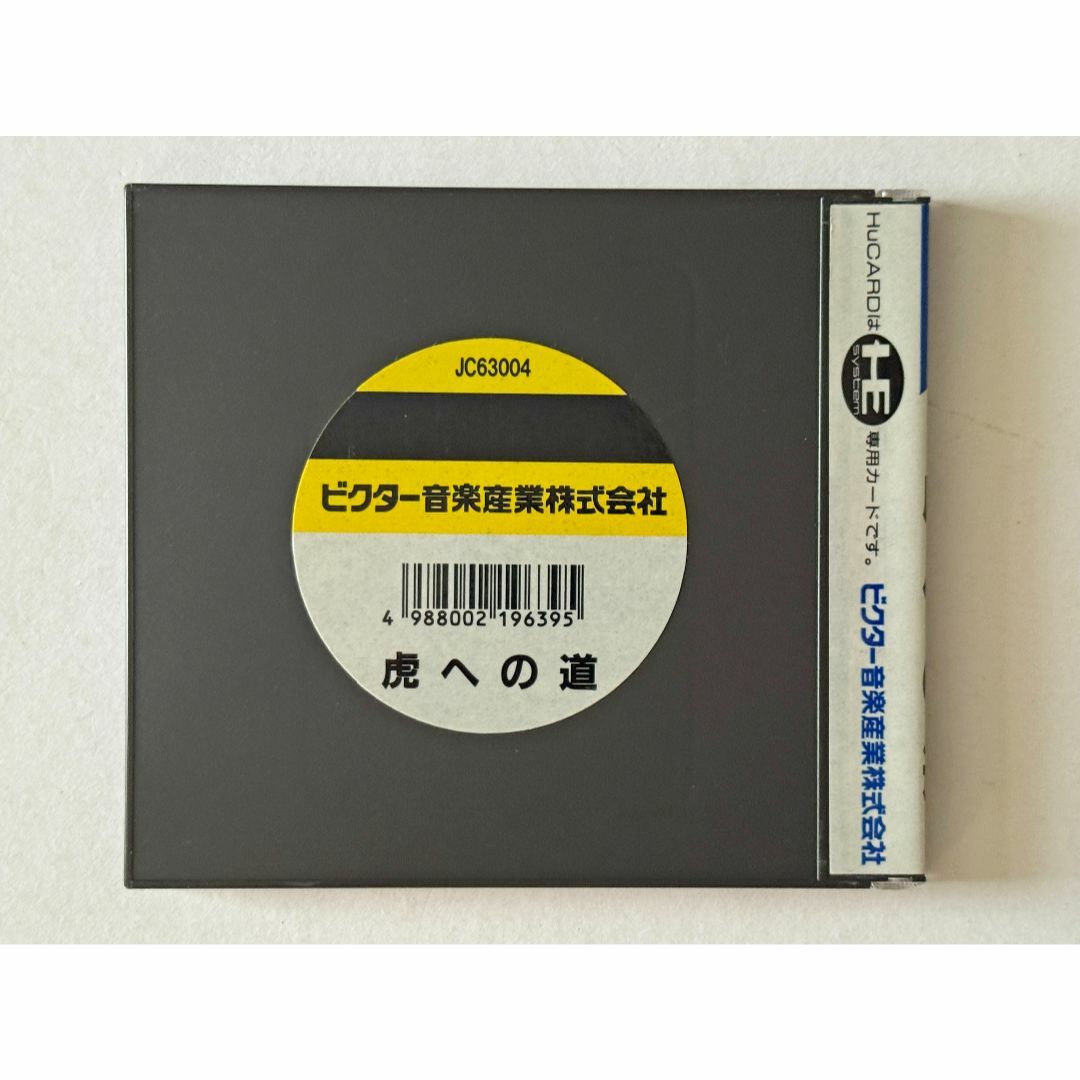 JC63004
ビクター音楽産業株式会社
4 988002 196395
虎への道
HuCARDは HE system 専用カードです。 ビクター音楽産業株式会社